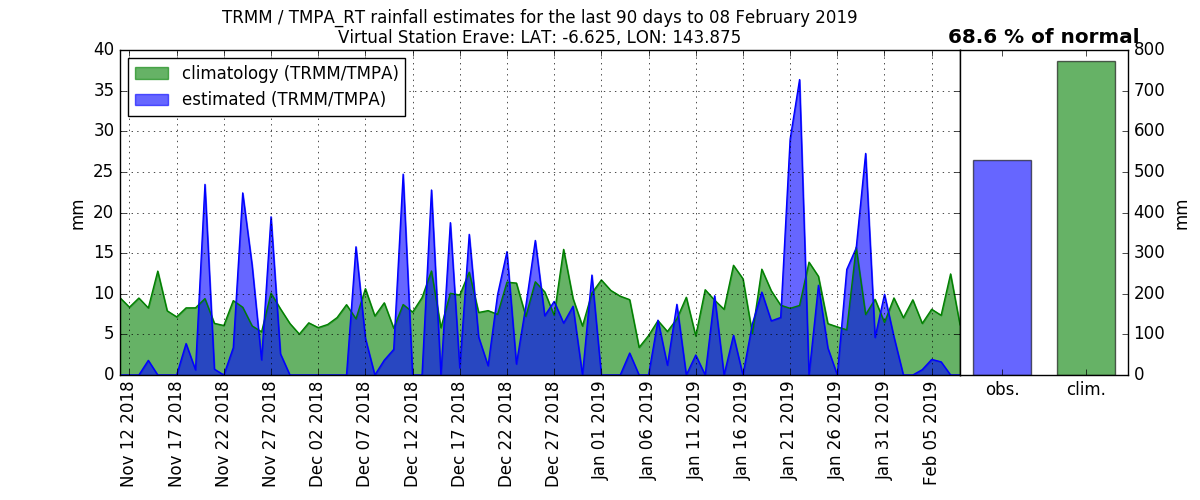 TRMM / TMPA_RT rainfall estimates for the last 90 days to 08 February 2019
Virtual Station Erave: LAT: -6.625, LON: 143.875
68.6 % of normal
climatology (TRMM/TMPA)
estimated (TRMM/TMPA)
40
35
30
25
20
15
10
5
0
mm
800
700
600
500
400
300
200
100
0
mm
Nov 12 2018
Nov 17 2018
Nov 22 2018
Nov 27 2018
Dec 02 2018
Dec 07 2018
Dec 12 2018
Dec 17 2018
Dec 22 2018
Dec 27 2018
Jan 01 2019
Jan 06 2019
Jan 11 2019
Jan 16 2019
Jan 21 2019
Jan 26 2019
Jan 31 2019
Feb 05 2019
obs.
clim.